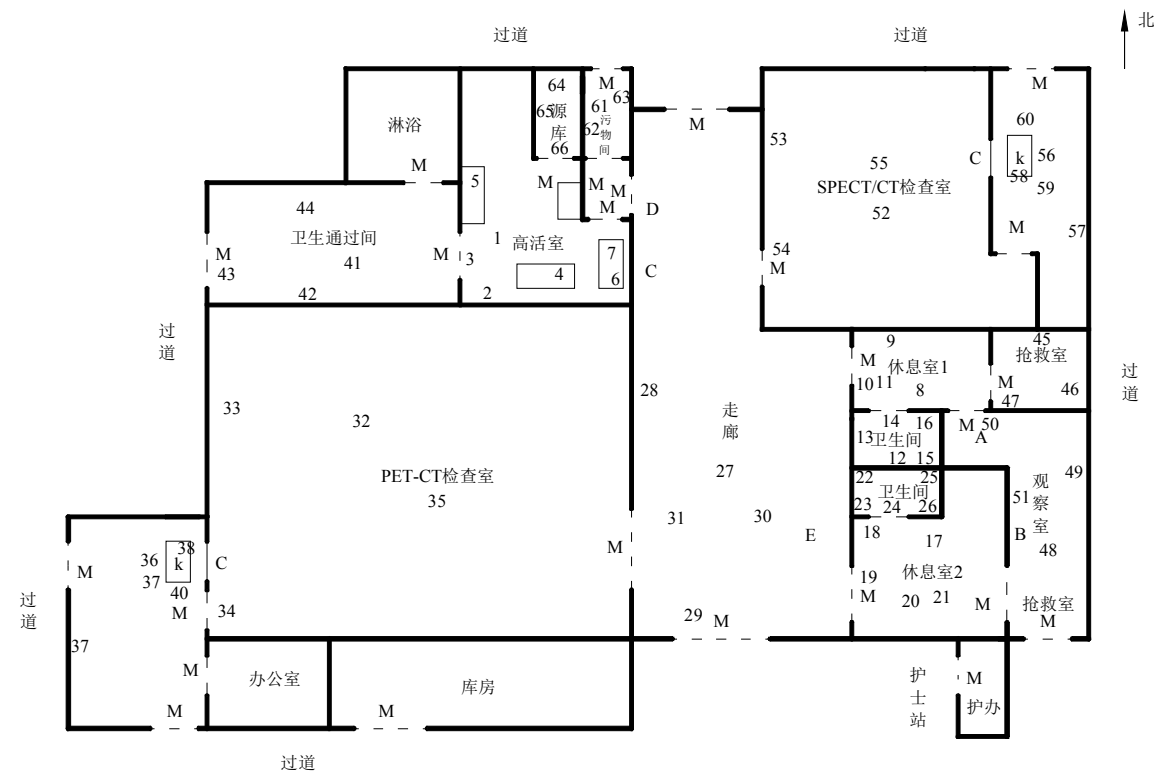 过道
过道
北
M
M
64
63
65
61
源库
62
污物间
M
53
60
淋浴
M
5
M
M
M
M
D
55
SPECT/CT检查室
52
C
k
56
58
59
44
卫生通过间
41
M
43
42
M
3
1
高活室
4
7
6
2
66
C
54
M
M
57
过道
9
45
抢救室
M
休息室1
M
10
11
8
47
46
过道
33
32
28
走廊
14
16
M
50
A
13
卫生间
12
15
PET-CT检查室
35
27
22
25
卫生间
23
24
26
49
观察室
51
31
30
E
18
17
B
48
M
36
38
k
37
C
M
40
M
34
19
M
休息室2
20
21
M
抢救室
M
过道
37
29
M
M
办公室
库房
护士站
M
护办
M
M
过道